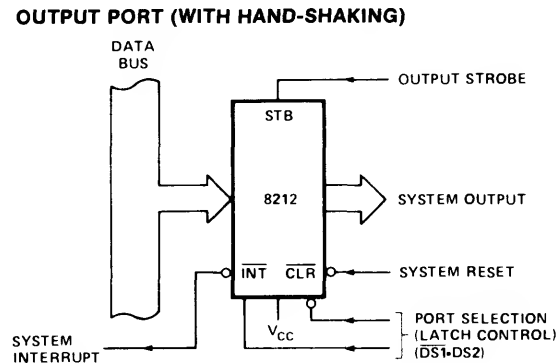 OUTPUT PORT (WITH HAND-SHAKING)
DATA
BUS
OUTPUT STROBE
STB
8212
SYSTEM OUTPUT
INT
CLR
SYSTEM RESET
VCC
PORT SELECTION
(LATCH CONTROL)
(DS1•DS2)
SYSTEM
INTERRUPT